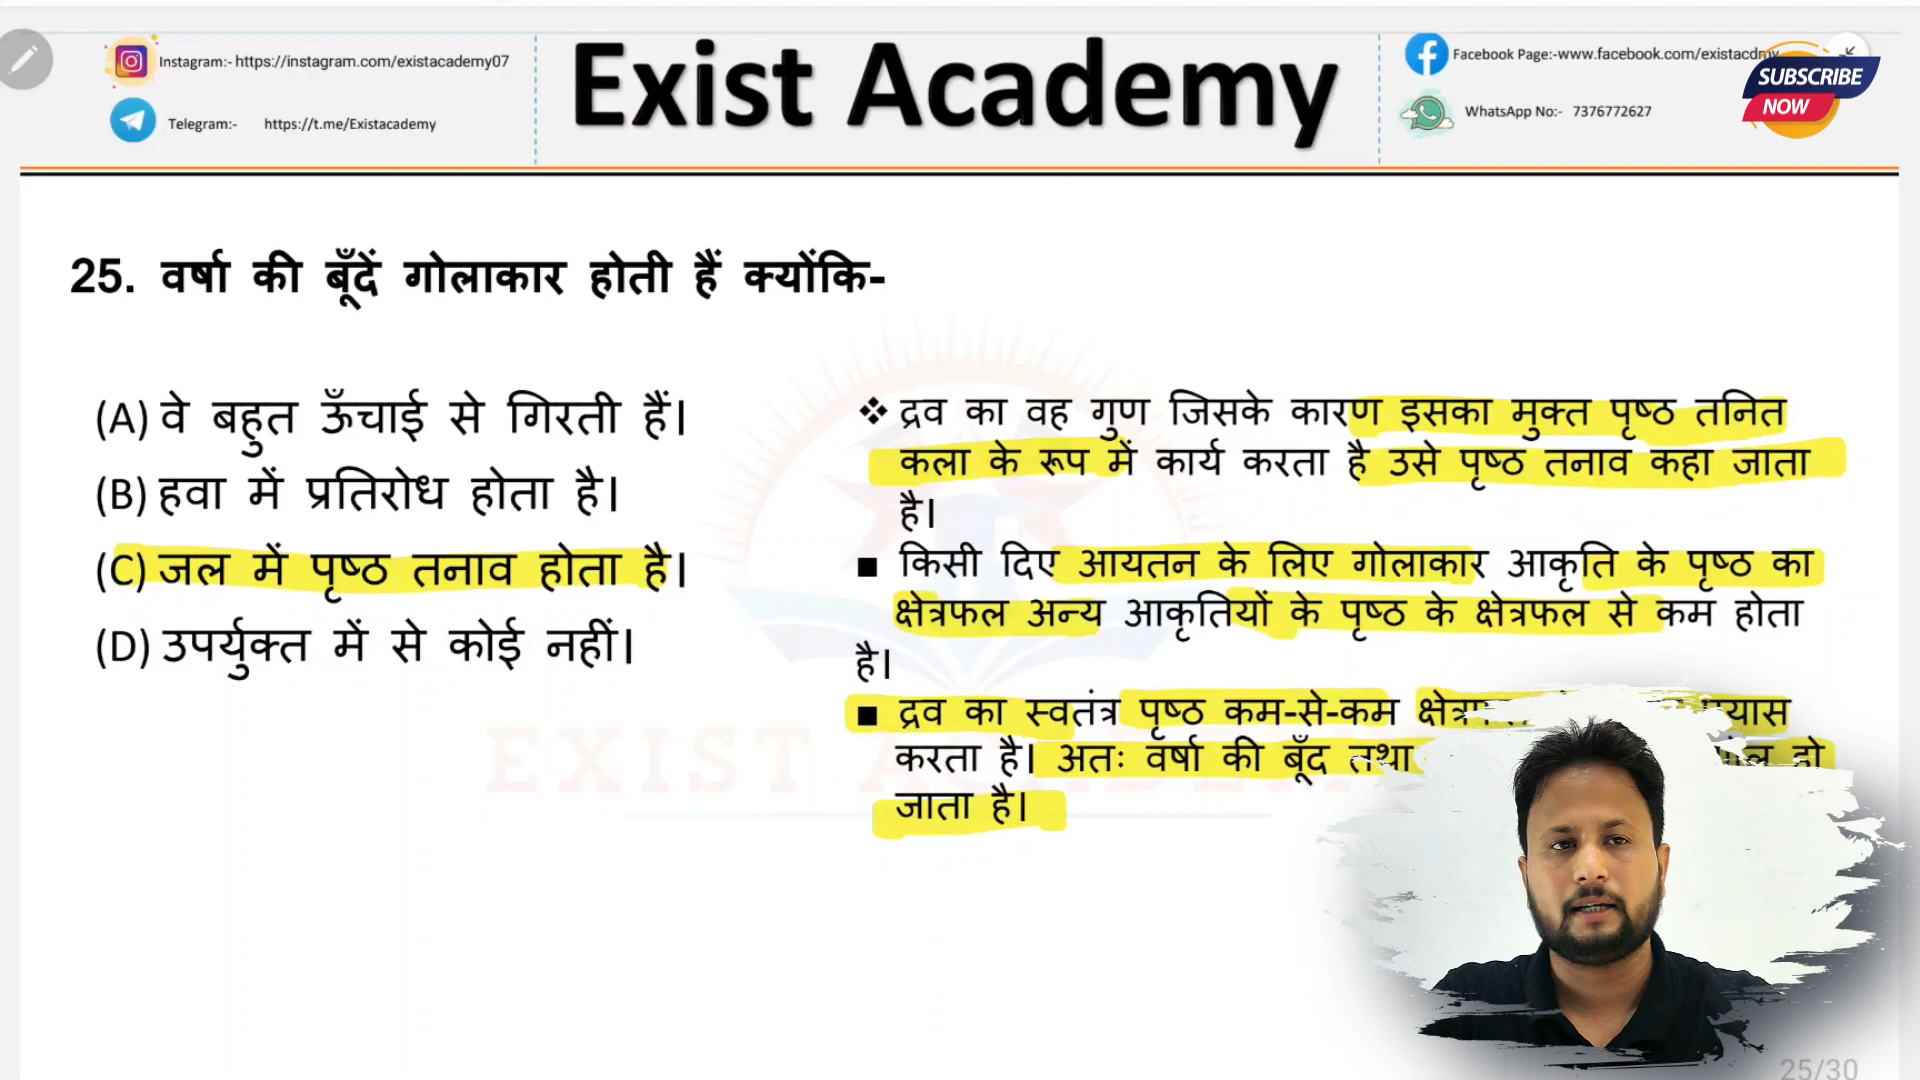 Instagram:- https://instagram.com/existacademy07
Telegram:- https://t.me/Existacademy
Exist Academy
Facebook Page:-www.facebook.com/existacdmy
WhatsApp No:- 7376772627
SUBSCRIBE
NOW
25. वर्षा की बूँदें गोलाकार होती हैं क्योंकि-
(A) वे बहुत ऊँचाई से गिरती हैं।
(B) हवा में प्रतिरोध होता है।
(C) जल में पृष्ठ तनाव होता है।
(D) उपर्युक्त में से कोई नहीं।
❖ द्रव का वह गुण जिसके कारण इसका मुक्त पृष्ठ तनित
कला के रूप में कार्य करता है उसे पृष्ठ तनाव कहा जाता
है।
■ किसी दिए आयतन के लिए गोलाकार आकृति के पृष्ठ का
क्षेत्रफल अन्य आकृतियों के पृष्ठ के क्षेत्रफल से कम होता
है।
■ द्रव का स्वतंत्र पृष्ठ कम-से-कम
करता है। अतः वर्षा की बूँद तथा हो
जाता है।
EXIST
25/30